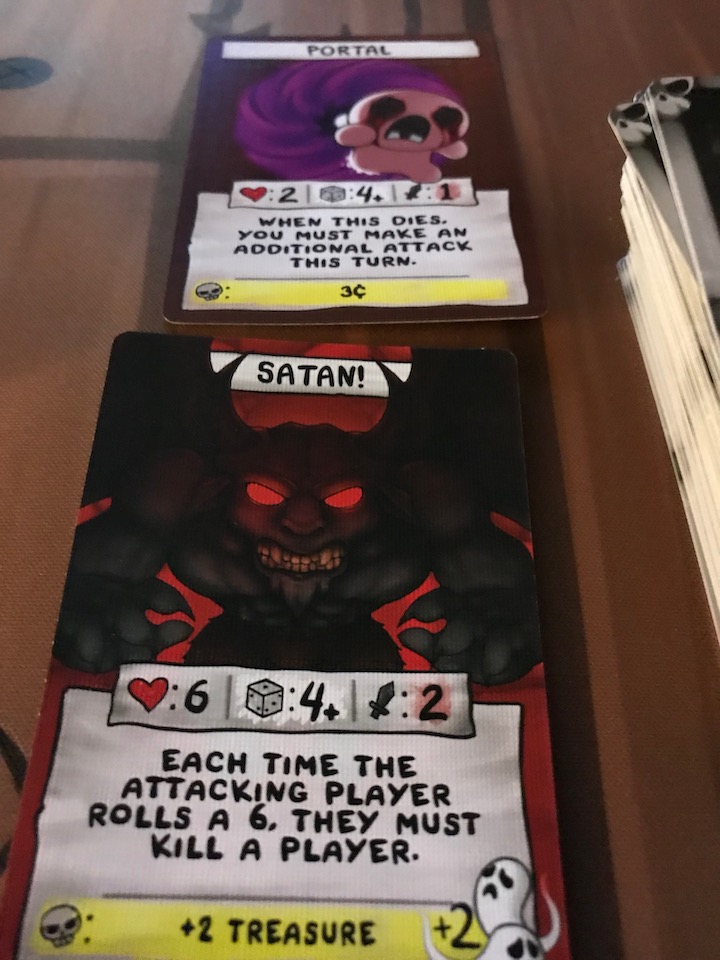 PORTAL
:2 :4+ :1
WHEN THIS DIES,
YOU MUST MAKE AN
ADDITIONAL ATTACK
THIS TURN.
: 3¢
SATAN!
:6 :4+ :2
EACH TIME THE
ATTACKING PLAYER
ROLLS A 6, THEY MUST
KILL A PLAYER.
: +2 TREASURE +2